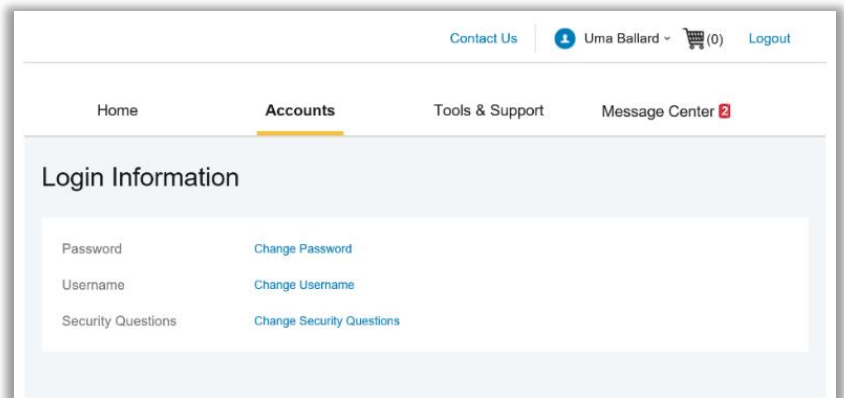 Contact Us Uma Ballard (0) Logout
Home Accounts Tools & Support Message Center 2
Login Information
Password Change Password
Username Change Username
Security Questions Change Security Questions